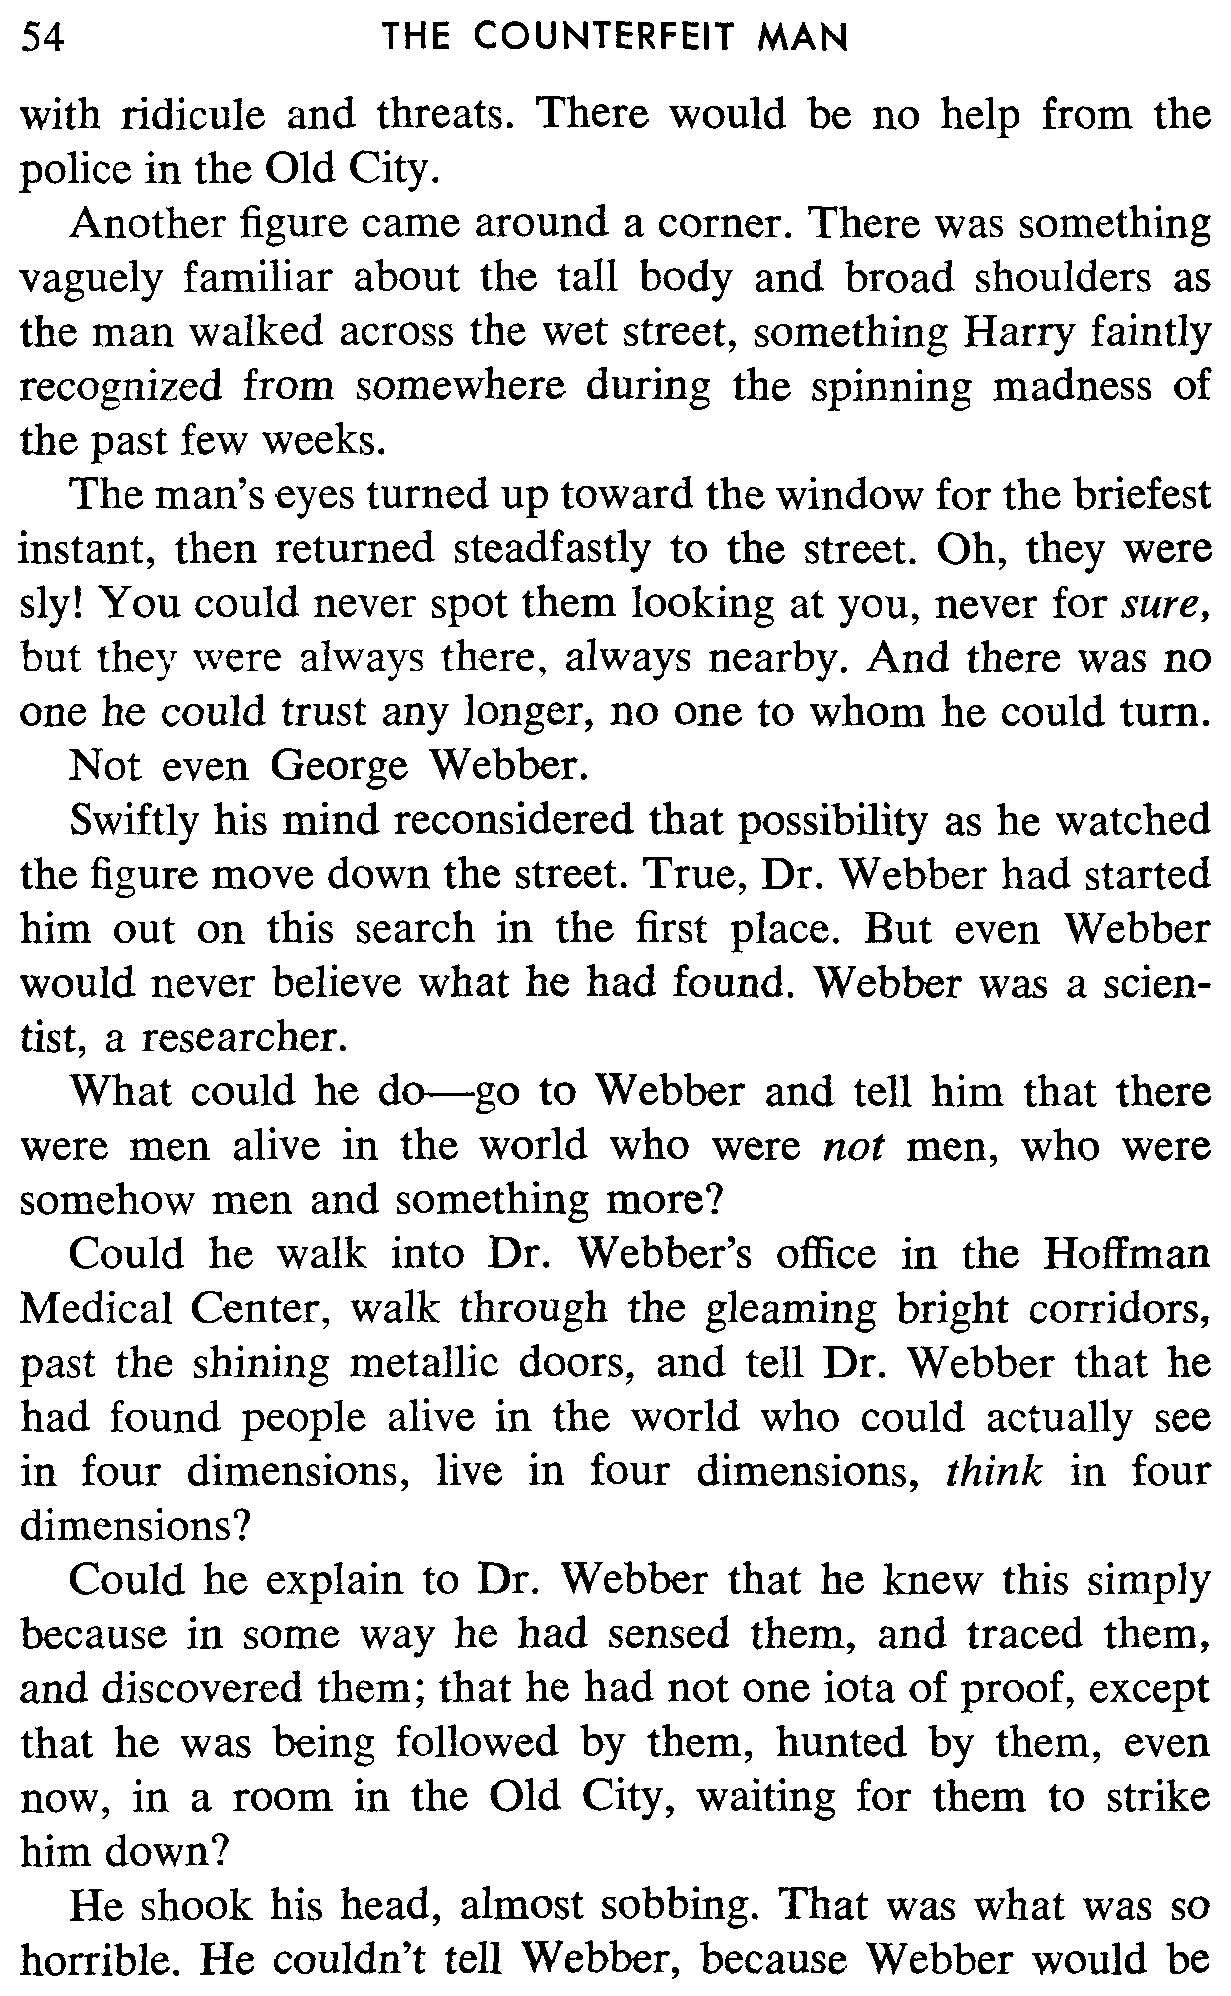 54 THE COUNTERFEIT MAN
with ridicule and threats. There would be no help from the
police in the Old City.
Another figure came around a corner. There was something
vaguely familiar about the tall body and broad shoulders as
the man walked across the wet street, something Harry faintly
recognized from somewhere during the spinning madness of
the past few weeks.
The man's eyes turned up toward the window for the briefest
instant, then returned steadfastly to the street. Oh, they were
sly! You could never spot them looking at you, never for sure,
but they were always there, always nearby. And there was no
one he could trust any longer, no one to whom he could turn.
Not even George Webber.
Swiftly his mind reconsidered that possibility as he watched
the figure move down the street. True, Dr. Webber had started
him out on this search in the first place. But even Webber
would never believe what he had found. Webber was a scien-
tist, a researcher.
What could he do—go to Webber and tell him that there
were men alive in the world who were not men, who were
somehow men and something more?
Could he walk into Dr. Webber's office in the Hoffman
Medical Center, walk through the gleaming bright corridors,
past the shining metallic doors, and tell Dr. Webber that he
had found people alive in the world who could actually see
in four dimensions, live in four dimensions, think in four
dimensions?
Could he explain to Dr. Webber that he knew this simply
because in some way he had sensed them, and traced them,
and discovered them; that he had not one iota of proof, except
that he was being followed by them, hunted by them, even
now, in a room in the Old City, waiting for them to strike
him down?
He shook his head, almost sobbing. That was what was so
horrible. He couldn't tell Webber, because Webber would be